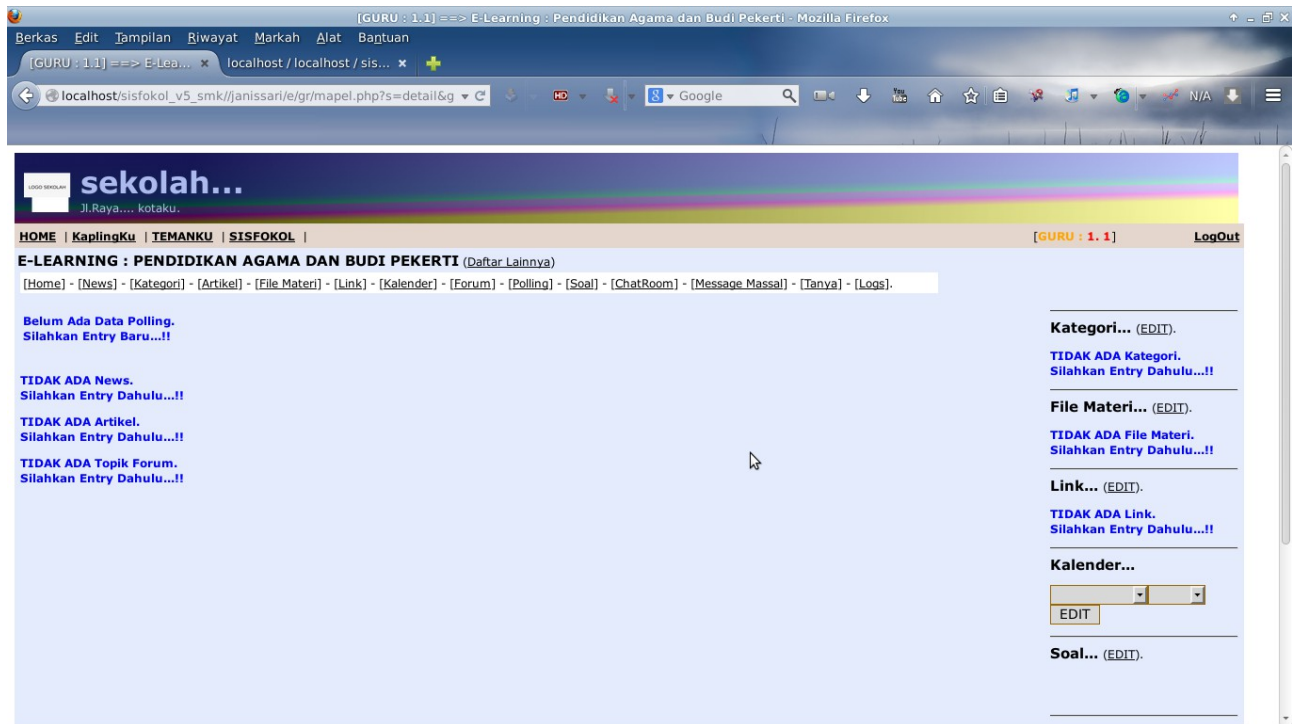 [GURU : 1.1] ==> E-Learning : Pendidikan Agama dan Budi Pekerti - Mozilla Firefox
Berkas Edit Tampilan Riwayat Markah Alat Bantuan
[GURU : 1.1] ==> E-Lea... localhost / localhost / sis...
localhost/sisfokol_v5_smk//janissari/e/gr/mapel.php?s=detail&g Google N/A
LOGO SEKOLAH
sekolah...
Jl.Raya.... kotaku.
HOME | KaplingKu | TEMANKU | SISFOKOL | [GURU : 1. 1] LogOut
E-LEARNING : PENDIDIKAN AGAMA DAN BUDI PEKERTI (Daftar Lainnya)
[Home] - [News] - [Kategori] - [Artikel] - [File Materi] - [Link] - [Kalender] - [Forum] - [Polling] - [Soal] - [ChatRoom] - [Message Massal] - [Tanya] - [Logs].
Belum Ada Data Polling.
Silahkan Entry Baru...!!
TIDAK ADA News.
Silahkan Entry Dahulu...!!
TIDAK ADA Artikel.
Silahkan Entry Dahulu...!!
TIDAK ADA Topik Forum.
Silahkan Entry Dahulu...!!
Kategori... (EDIT).
TIDAK ADA Kategori.
Silahkan Entry Dahulu...!!
File Materi... (EDIT).
TIDAK ADA File Materi.
Silahkan Entry Dahulu...!!
Link... (EDIT).
TIDAK ADA Link.
Silahkan Entry Dahulu...!!
Kalender...
EDIT
Soal... (EDIT).